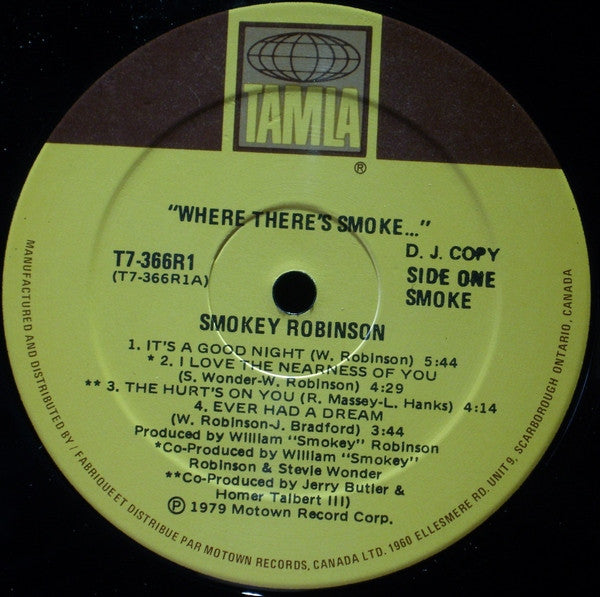 TAMLA
®
"WHERE THERE'S SMOKE..."
T7-366R1
(T7-366R1A)
D. J. COPY
SIDE ONE
SMOKE
SMOKEY ROBINSON
1. IT'S A GOOD NIGHT (W. Robinson) 5:44
* 2. I LOVE THE NEARNESS OF YOU
(S. Wonder-W. Robinson) 4:29
** 3. THE HURT'S ON YOU (R. Massey-L. Hanks) 4:14
4. EVER HAD A DREAM
(W. Robinson-J. Bradford) 3:44
Produced by William "Smokey" Robinson
*Co-Produced by William "Smokey"
Robinson & Stevie Wonder
**Co-Produced by Jerry Butler &
Homer Talbert III)
℗ 1979 Motown Record Corp.
MANUFACTURED AND DISTRIBUTED BY / FABRIQUE ET DISTRIBUE PAR MOTOWN RECORDS, CANADA LTD. 1960 ELLESMERE RD. UNIT 9, SCARBOROUGH ONTARIO, CANADA